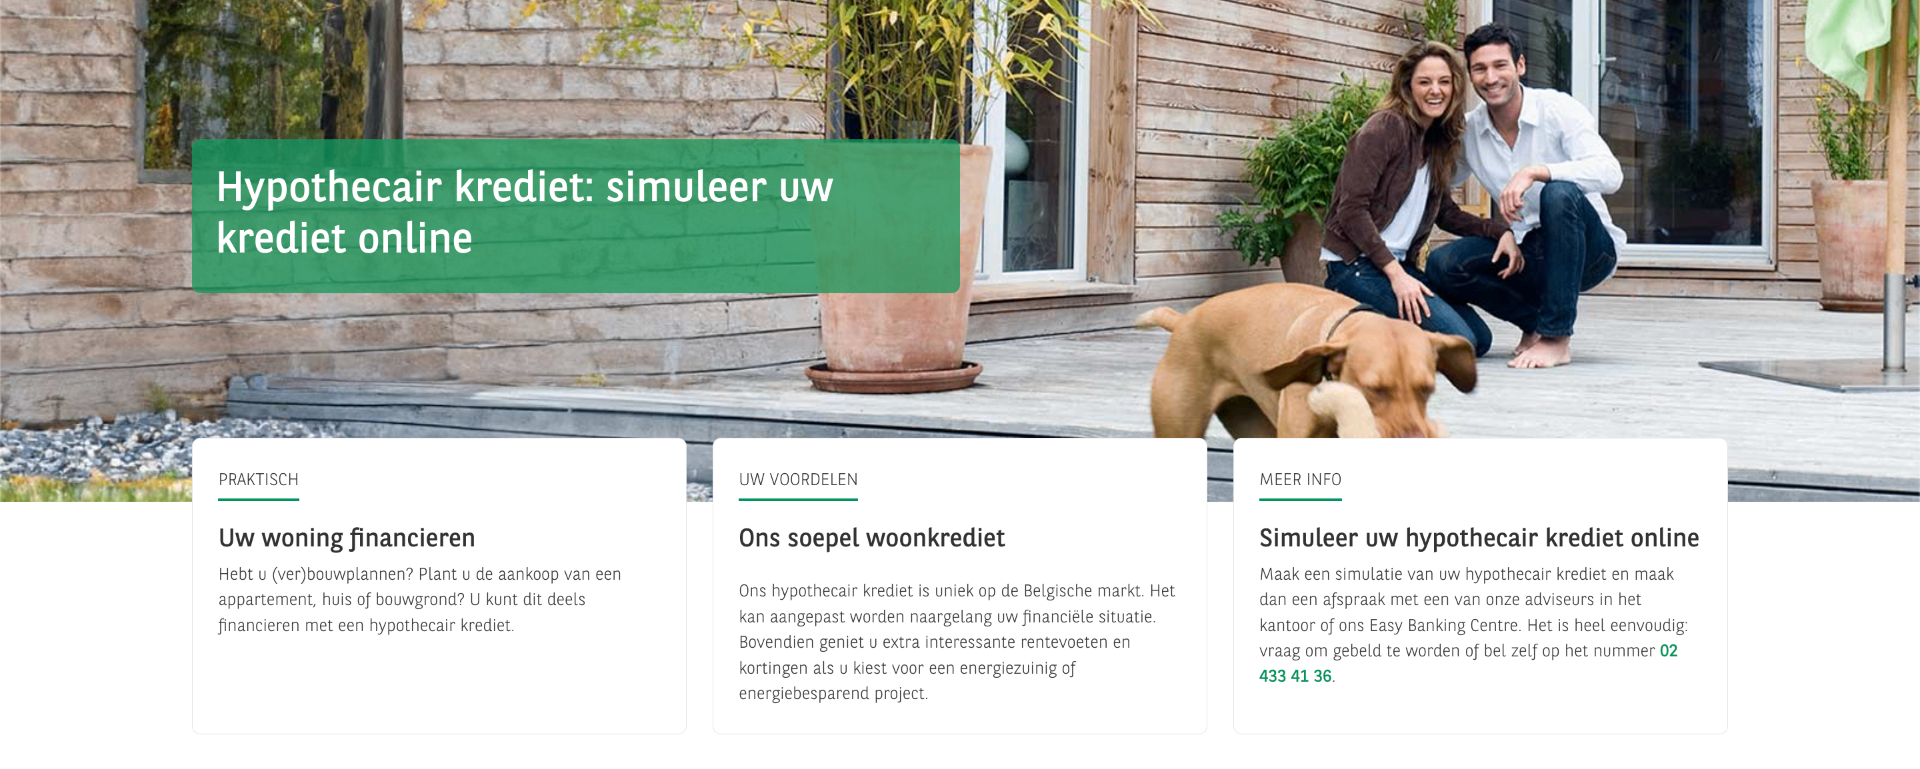 Hypothecair krediet: simuleer uw
krediet online
PRAKTISCH
Uw woning financieren
Hebt u (ver)bouwplannen? Plant u de aankoop van een
appartement, huis of bouwgrond? U kunt dit deels
financieren met een hypothecair krediet.
UW VOORDELEN
Ons soepel woonkrediet
Ons hypothecair krediet is uniek op de Belgische markt. Het
kan aangepast worden naargelang uw financiële situatie.
Bovendien geniet u extra interessante rentevoeten en
kortingen als u kiest voor een energiezuinig of
energiebesparend project.
MEER INFO
Simuleer uw hypothecair krediet online
Maak een simulatie van uw hypothecair krediet en maak
dan een afspraak met een van onze adviseurs in het
kantoor of ons Easy Banking Centre. Het is heel eenvoudig:
vraag om gebeld te worden of bel zelf op het nummer 02
433 41 36.